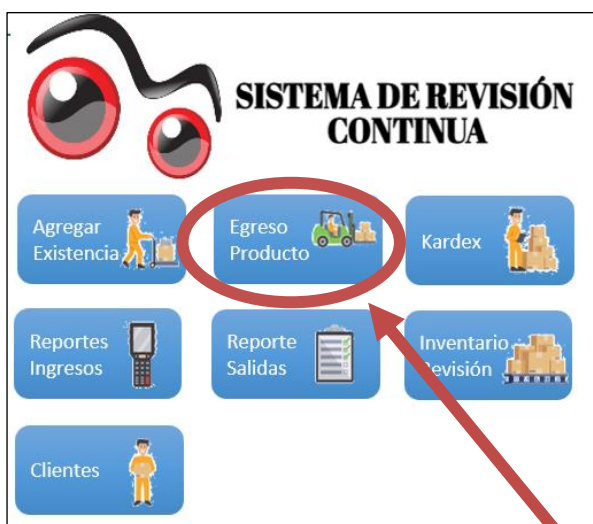 SISTEMA DE REVISIÓN
CONTINUA
Agregar
Existencia
Egreso
Producto
Kardex
Reportes
Ingresos
Reporte
Salidas
Inventario
Revisión
Clientes